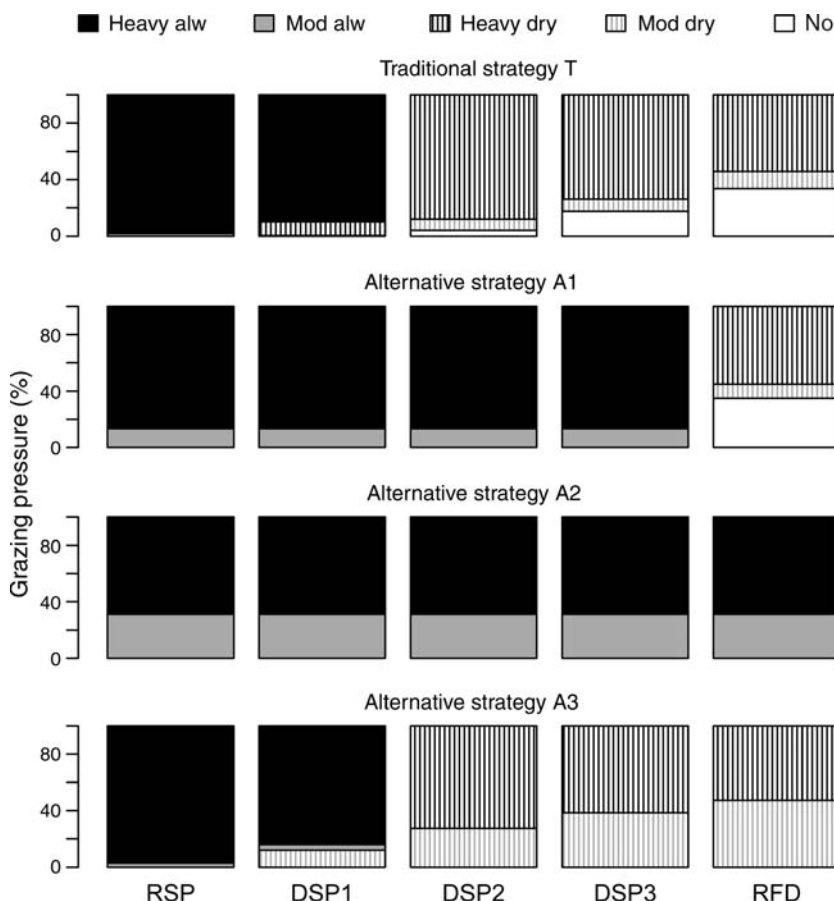 Heavy alw Mod alw Heavy dry Mod dry No
Traditional strategy T
80
40
0
Alternative strategy A1
80
40
0
Grazing pressure (%)
Alternative strategy A2
80
40
0
Alternative strategy A3
80
40
0
RSP DSP1 DSP2 DSP3 RFD